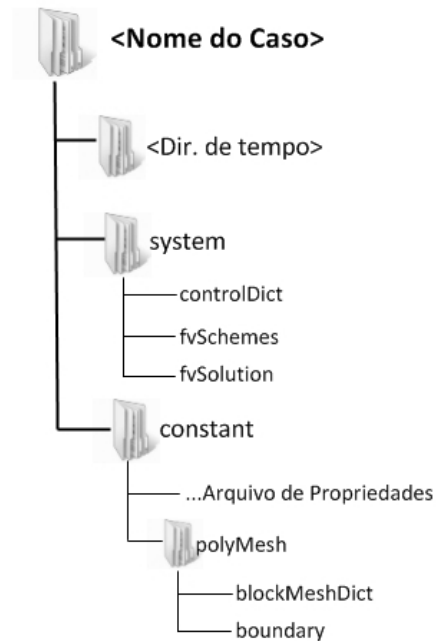 <Nome do Caso>
<Dir. de tempo>
system
controlDict
fvSchemes
fvSolution
constant
...Arquivo de Propriedades
polyMesh
blockMeshDict
boundary